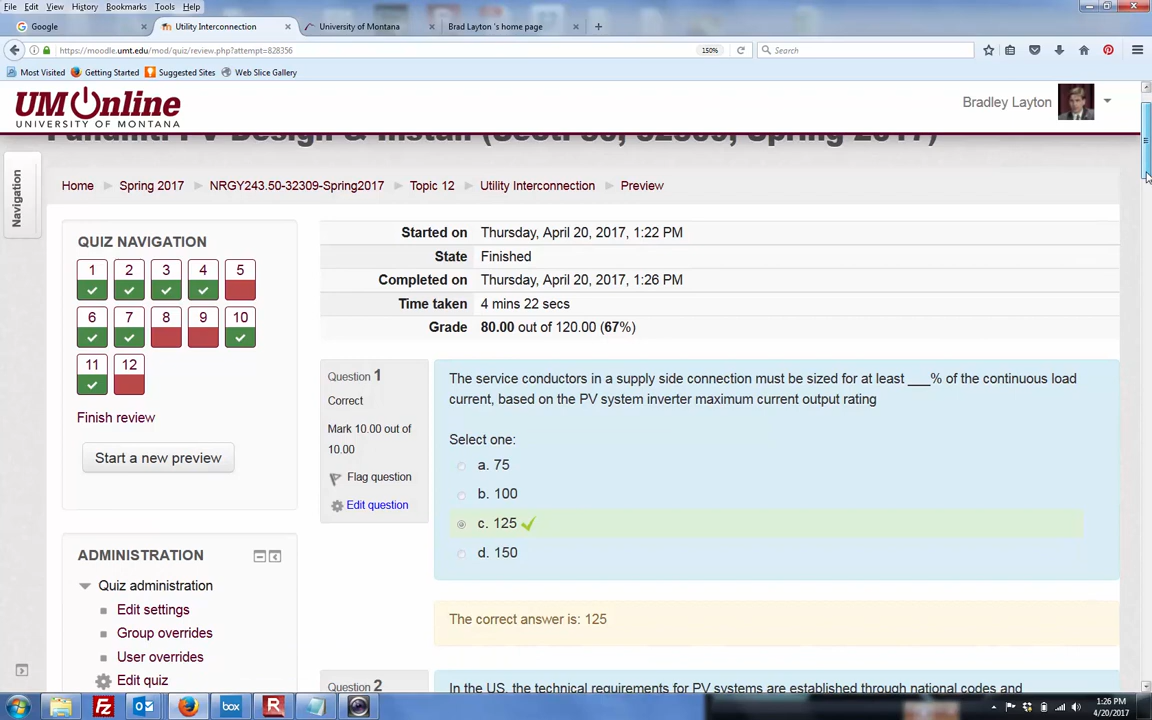 File Edit View History Bookmarks Tools Help
Google
Utility Interconnection
University of Montana
Brad Layton 's home page
https://moodle.umt.edu/mod/quiz/review.php?attempt=828356
150%
Search
Most Visited
Getting Started
Suggested Sites
Web Slice Gallery
UMOnline
UNIVERSITY OF MONTANA
Bradley Layton
PV Design & Install (Sect. 50, 32309, Spring 2017)
Navigation
Home
Spring 2017
NRGY243.50-32309-Spring2017
Topic 12
Utility Interconnection
Preview
QUIZ NAVIGATION
1 2 3 4 5
6 7 8 9 10
11 12
Finish review
Start a new preview
ADMINISTRATION
Quiz administration
Edit settings
Group overrides
User overrides
Edit quiz
Started on Thursday, April 20, 2017, 1:22 PM
State Finished
Completed on Thursday, April 20, 2017, 1:26 PM
Time taken 4 mins 22 secs
Grade 80.00 out of 120.00 (67%)
Question 1
Correct
Mark 10.00 out of
10.00
Flag question
Edit question
The service conductors in a supply side connection must be sized for at least ___% of the continuous load
current, based on the PV system inverter maximum current output rating
Select one:
a. 75
b. 100
c. 125
d. 150
The correct answer is: 125
Question 2
In the US, the technical requirements for PV systems are established through national codes and
box
1:26 PM
4/20/2017